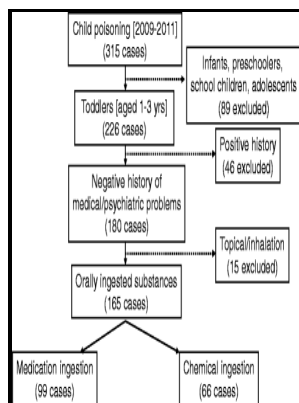 Child poisoning [2009-2011]
(315 cases)
Infants, preschoolers,
school children, adolescents
(89 excluded)
Toddlers [aged 1-3 yrs]
(226 cases)
Positive history
(46 excluded)
Negative history of
medical/psychiatric problems
(180 cases)
Topical/inhalation
(15 excluded)
Orally ingested substances
(165 cases)
Medication ingestion
(99 cases)
Chemical ingestion
(66 cases)